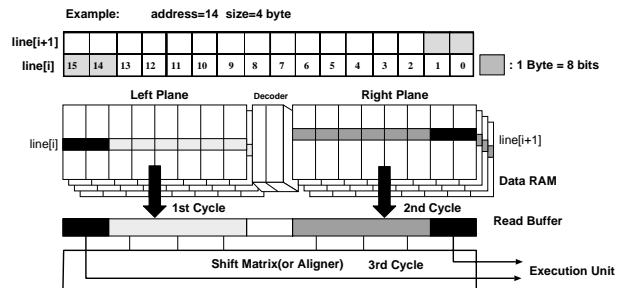 Example: address=14 size=4 byte
line[i+1]
line[i] 15 14 13 12 11 10 9 8 7 6 5 4 3 2 1 0 : 1 Byte = 8 bits
Left Plane Decoder Right Plane
line[i] line[i+1]
Data RAM
1st Cycle 2nd Cycle
Read Buffer
Shift Matrix(or Aligner) 3rd Cycle
Execution Unit